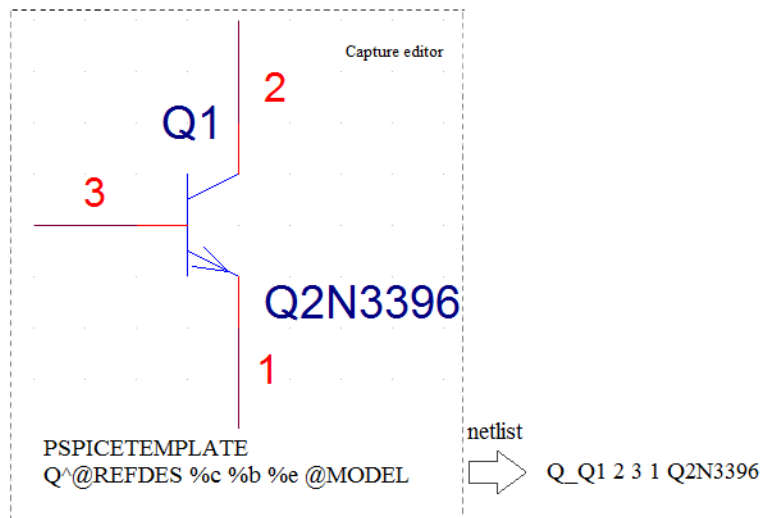 Capture editor
2
Q1
3
Q2N3396
1
PSPICETEMPLATE
Q^@REFDES %c %b %e @MODEL
netlist
Q_Q1 2 3 1 Q2N3396